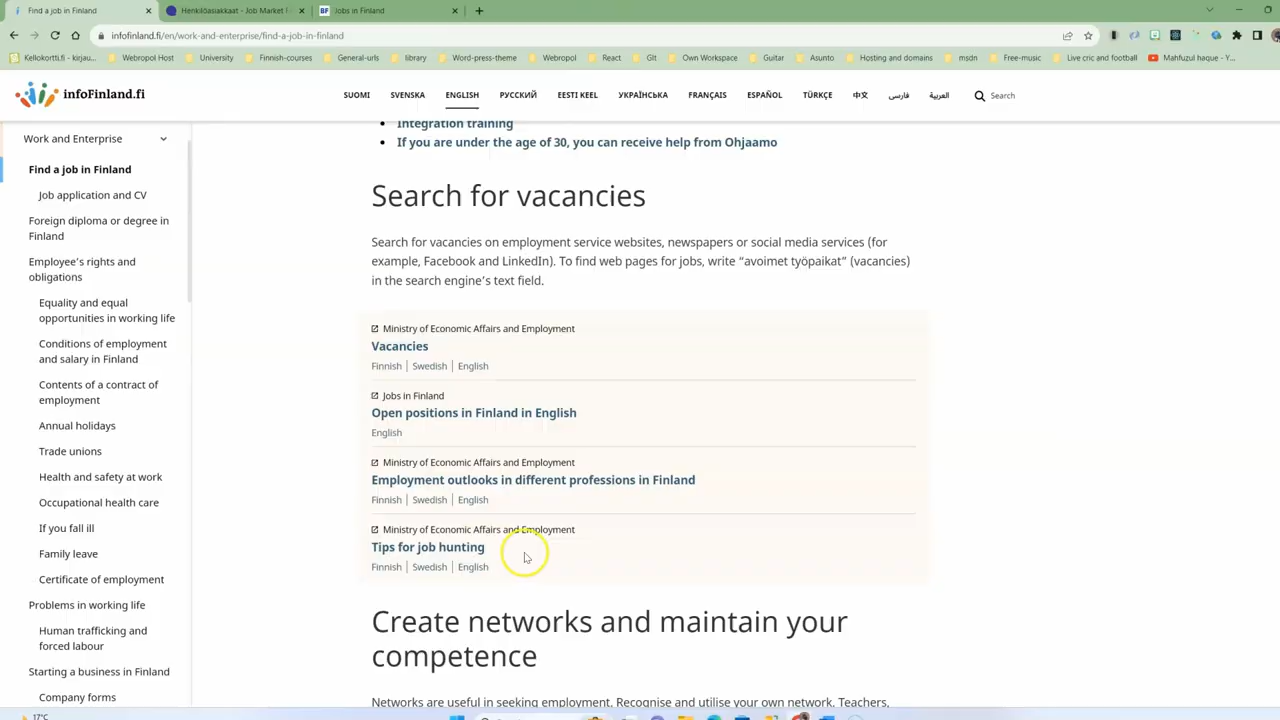 Find a job in Finland
Henkilöasiakkaat - Job Market F
BF Jobs in Finland
infofinland.fi/en/work-and-enterprise/find-a-job-in-finland
Kellokortti.fi - kirjau...
Webropol Host
University
Finnish-courses
General-urls
library
Word-press-theme
Webropol
React
GIt
Own Workspace
Guitar
Asunto
Hosting and domains
msdn
Free-music
Live cric and football
Mahfuzul haque - Y...
infoFinland.fi
SUOMI
SVENSKA
ENGLISH
РУССКИЙ
EESTI KEEL
УКРАЇНСЬКА
FRANÇAIS
ESPAÑOL
TÜRKÇE
中文
فارسی
العربية
Search
Work and Enterprise
Find a job in Finland
Job application and CV
Foreign diploma or degree in
Finland
Employee's rights and
obligations
Equality and equal
opportunities in working life
Conditions of employment
and salary in Finland
Contents of a contract of
employment
Annual holidays
Trade unions
Health and safety at work
Occupational health care
If you fall ill
Family leave
Certificate of employment
Problems in working life
Human trafficking and
forced labour
Starting a business in Finland
Company forms
Integration training
If you are under the age of 30, you can receive help from Ohjaamo
Search for vacancies
Search for vacancies on employment service websites, newspapers or social media services (for
example, Facebook and LinkedIn). To find web pages for jobs, write “avoimet työpaikat” (vacancies)
in the search engine’s text field.
Ministry of Economic Affairs and Employment
Vacancies
Finnish | Swedish | English
Jobs in Finland
Open positions in Finland in English
English
Ministry of Economic Affairs and Employment
Employment outlooks in different professions in Finland
Finnish | Swedish | English
Ministry of Economic Affairs and Employment
Tips for job hunting
Finnish | Swedish | English
Create networks and maintain your
competence
Networks are useful in seeking employment. Recognise and utilise your own network. Teachers,
17°C